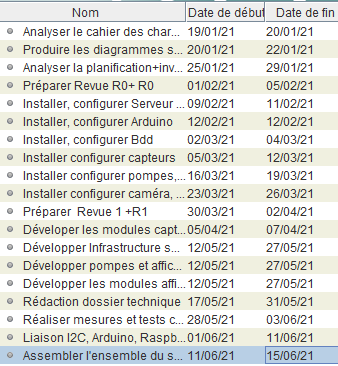 Nom Date de début Date de fin
Analyser le cahier des char... 19/01/21 20/01/21
Produire les diagrammes s... 20/01/21 22/01/21
Analyser la planification+inv... 25/01/21 29/01/21
Préparer Revue R0+ R0 01/02/21 05/02/21
Installer, configurer Serveur ... 09/02/21 11/02/21
Installer, configurer Arduino 12/02/21 12/02/21
Installer, configurer Bdd 02/03/21 04/03/21
Installer configurer capteurs 05/03/21 12/03/21
Installer configurer pompes,... 16/03/21 19/03/21
Installer configurer caméra, ... 23/03/21 26/03/21
Préparer Revue 1 +R1 30/03/21 02/04/21
Déveloper les modules capt... 05/04/21 07/04/21
Développer Infrastructure s... 12/05/21 27/05/21
Développer pompes et affic... 12/05/21 27/05/21
Développer les modules affi... 12/05/21 27/05/21
Rédaction dossier technique 17/05/21 31/05/21
Réaliser mesures et tests c... 28/05/21 03/06/21
Liaison I2C, Arduino, Raspb... 01/06/21 11/06/21
Assembler l'ensemble du s... 11/06/21 15/06/21